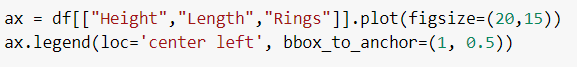 ax = df[["Height","Length","Rings"]].plot(figsize=(20,15))
ax.legend(loc='center left', bbox_to_anchor=(1, 0.5))